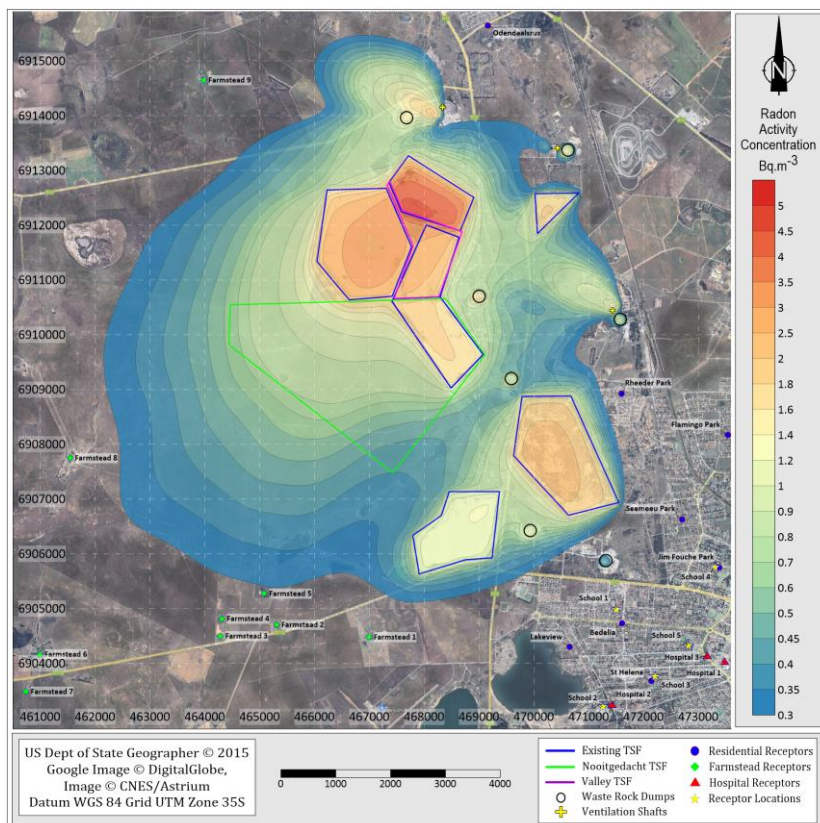 Odendaalsrus
6915000
Farmstead 9
6914000
6913000
6912000
6911000
6910000
6909000
Rheeder Park
Flamingo Park
6908000
Farmstead 8
6907000
Seemeeu Park
6906000
Jim Fouche Park
School 4
Farmstead 5
6905000
School 1
Farmstead 4
Farmstead 2
Bedelia
Farmstead 3
Farmstead 1
School 5
Lakeview
6904000
Farmstead 6
Hospital 3
Hospital 1
St Helena
School 3
Farmstead 7
School 2
Hospital 2
461000 462000 463000 464000 465000 466000 467000 468000 469000 470000 471000 472000 473000
N
Radon
Activity
Concentration
Bq.m-3
5
4
3.5
3
2.5
2
1.8
1.6
1.4
1.2
1
0.9
0.8
0.7
0.6
0.5
0.45
0.4
0.35
0.3
US Dept of State Geographer © 2015
Google Image © DigitalGlobe,
Image © CNES/Astrium
Datum WGS 84 Grid UTM Zone 35S
0 1000 2000 3000 4000
Existing TSF
Nooitgedacht TSF
Valley TSF
Waste Rock Dumps
Ventilation Shafts
Residential Receptors
Farmstead Receptors
Hospital Receptors
Receptor Locations